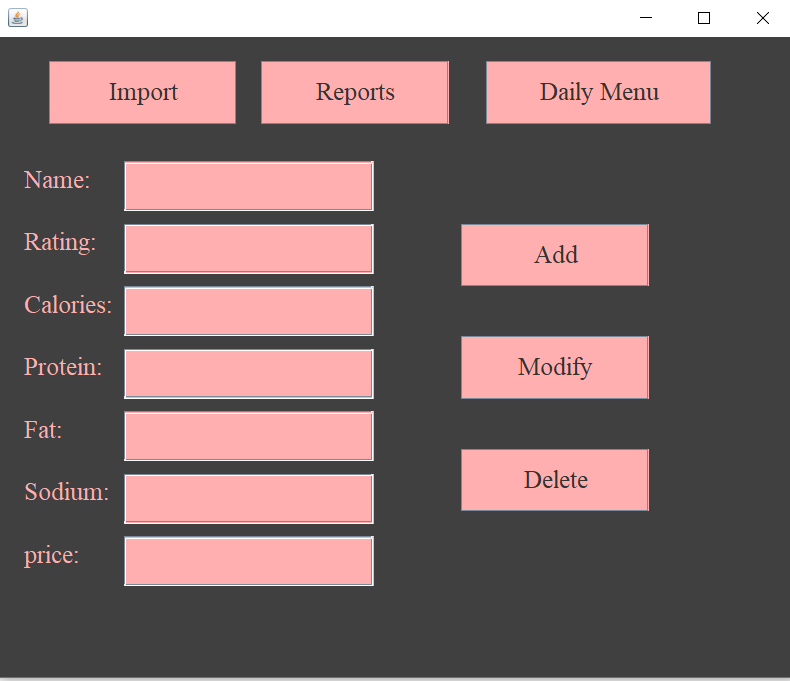 Import Reports Daily Menu
Name:
Rating:
Add
Calories:
Protein:
Modify
Fat:
Sodium:
Delete
price: